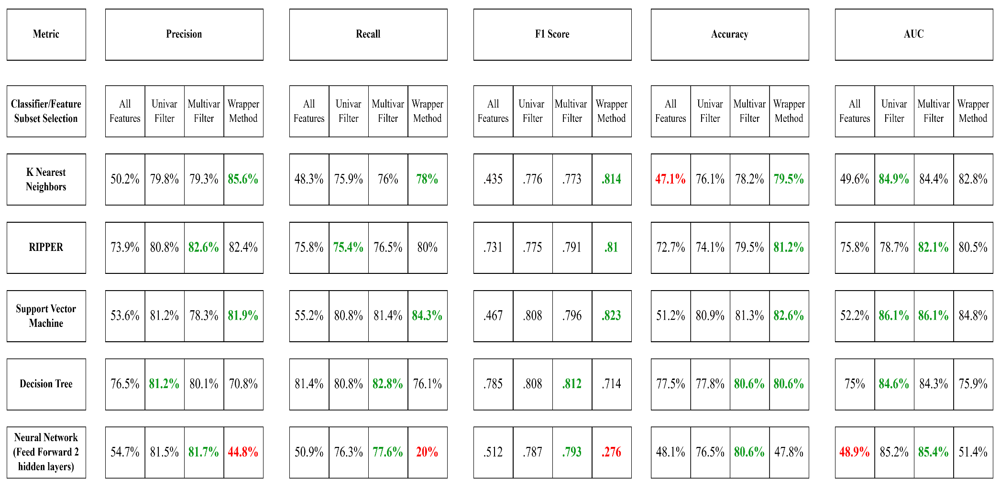 Metric Precision Recall F1 Score Accuracy AUC
Classifier/Feature Subset Selection All Features Univar Filter Multivar Filter Wrapper Method All Features Univar Filter Multivar Filter Wrapper Method All Features Univar Filter Multivar Filter Wrapper Method All Features Univar Filter Multivar Filter Wrapper Method All Features Univar Filter Multivar Filter Wrapper Method
K Nearest Neighbors 50.2% 79.8% 79.3% 85.6% 48.3% 75.9% 76% 78% .435 .776 .773 .814 47.1% 76.1% 78.2% 79.5% 49.6% 84.9% 84.4% 82.8%
RIPPER 73.9% 80.8% 82.6% 82.4% 75.8% 75.4% 76.5% 80% .731 .775 .791 .81 72.7% 74.1% 79.5% 81.2% 75.8% 78.7% 82.1% 80.5%
Support Vector Machine 53.6% 81.2% 78.3% 81.9% 55.2% 80.8% 81.4% 84.3% .467 .808 .796 .823 51.2% 80.9% 81.3% 82.6% 52.2% 86.1% 86.1% 84.8%
Decision Tree 76.5% 81.2% 80.1% 70.8% 81.4% 80.8% 82.8% 76.1% .785 .808 .812 .714 77.5% 77.8% 80.6% 80.6% 75% 84.6% 84.3% 75.9%
Neural Network (Feed Forward 2 hidden layers) 54.7% 81.5% 81.7% 44.8% 50.9% 76.3% 77.6% 20% .512 .787 .793 .276 48.1% 76.5% 80.6% 47.8% 48.9% 85.2% 85.4% 51.4%